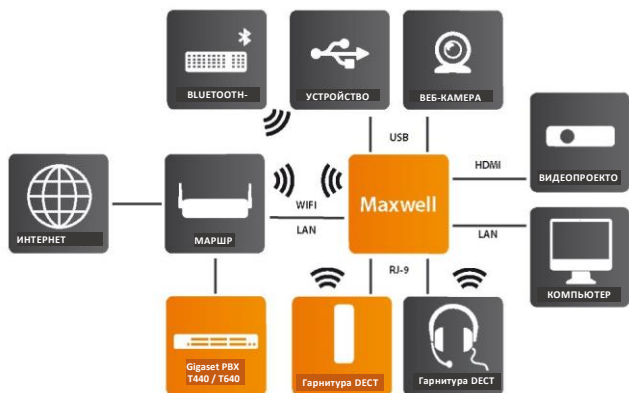 BLUETOOTH-
УСТРОЙСТВО
ВЕБ-КАМЕРА
USB
HDMI
ВИДЕОПРОЕКТО
WIFI
Maxwell
ИНТЕРНЕТ
МАРШР
LAN
LAN
RJ-9
КОМПЬЮТЕР
Gigaset PBX
T440 / T640
Гарнитура DECT
Гарнитура DECT